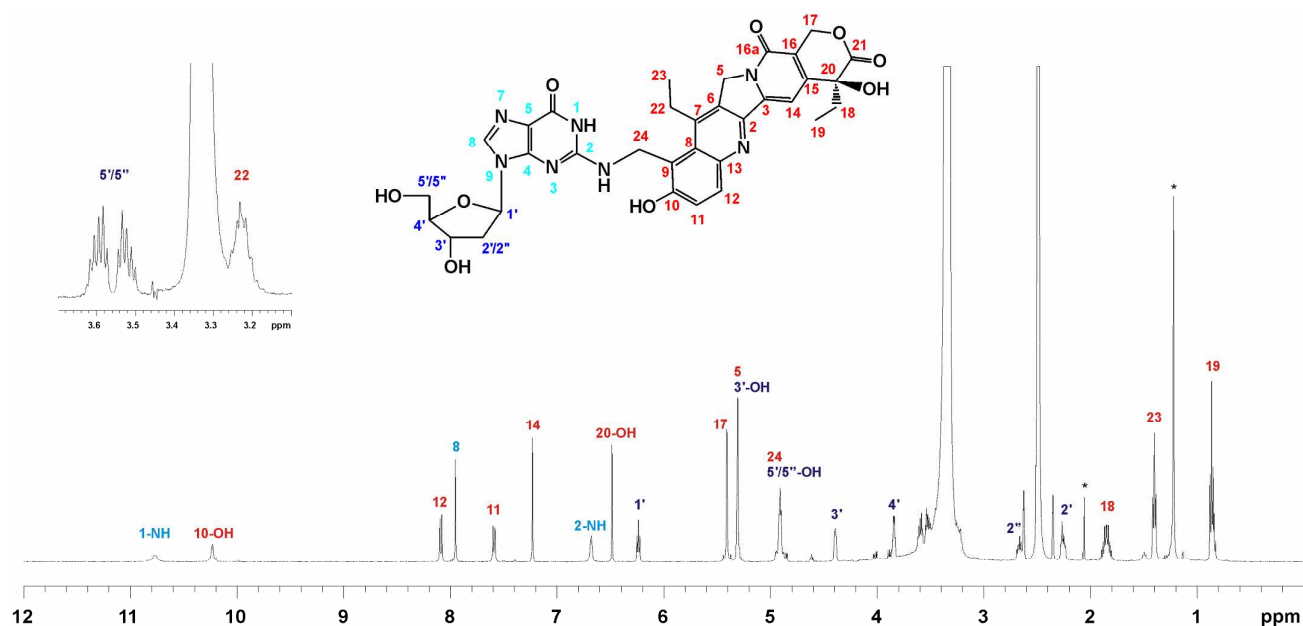 17
O
O
16
21
16a
O
20
5
N
OH
15
23
6
3
14
18
O
22
7
19
7
5
1
2
N
NH
24
8
N
8
2
13
N
4
N
N
9
9
3
H
12
5'/5"
10
11
HO
O
HO
1'
4'
3'
2'/2"
OH
5'/5"
22
3.6 3.5 3.4 3.3 3.2 ppm
*
19
5
3'-OH
17
23
14
20-OH
24
5'/5"-OH
8
12
11
1'
3'
4'
2'
*
18
1-NH
10-OH
2-NH
2"
12 11 10 9 8 7 6 5 4 3 2 1 ppm